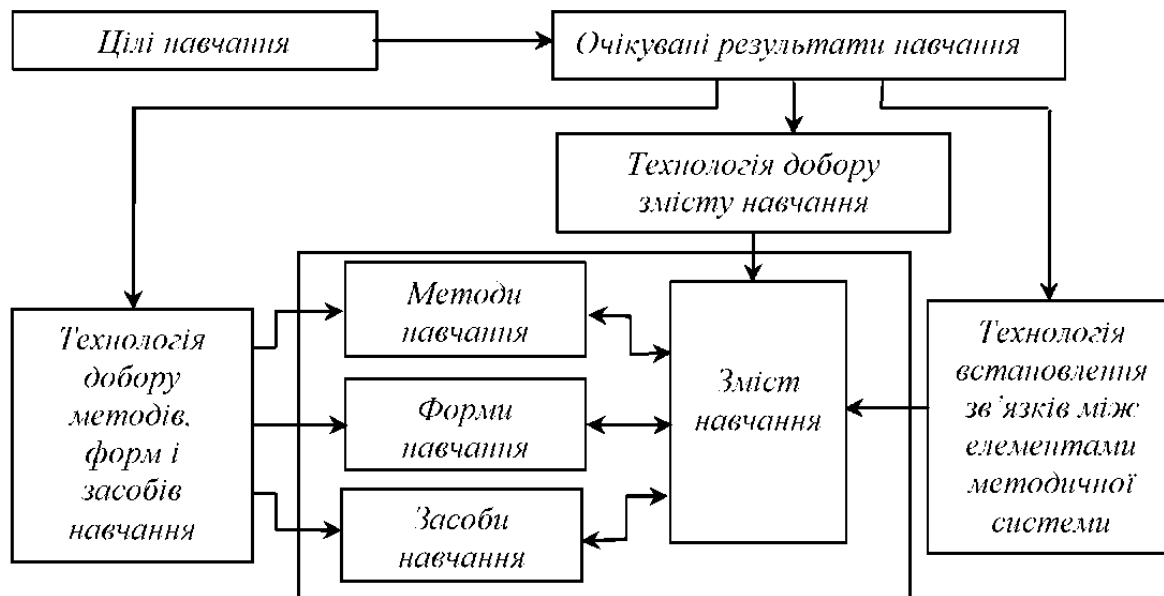 Цілі навчання
Очікувані результати навчання
Технологія добору
змісту навчання
Технологія
добору
методів,
форм і
засобів
навчання
Методи
навчання
Форми
навчання
Засоби
навчання
Зміст
навчання
Технологія
встановлення
зв’язків між
елементами
методичної
системи